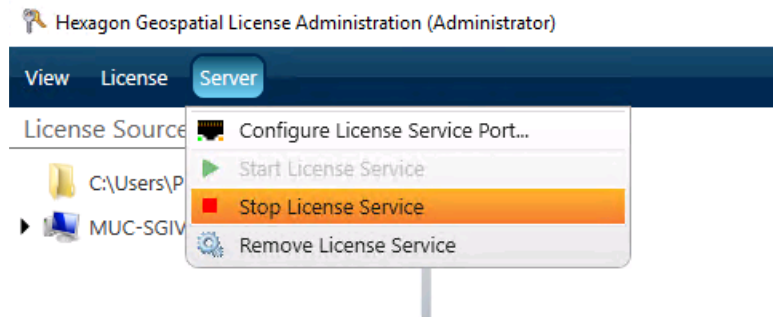 Hexagon Geospatial License Administration (Administrator)
View License Server
License Source
Configure License Service Port...
Start License Service
C:\Users\P
Stop License Service
MUC-SGIV
Remove License Service